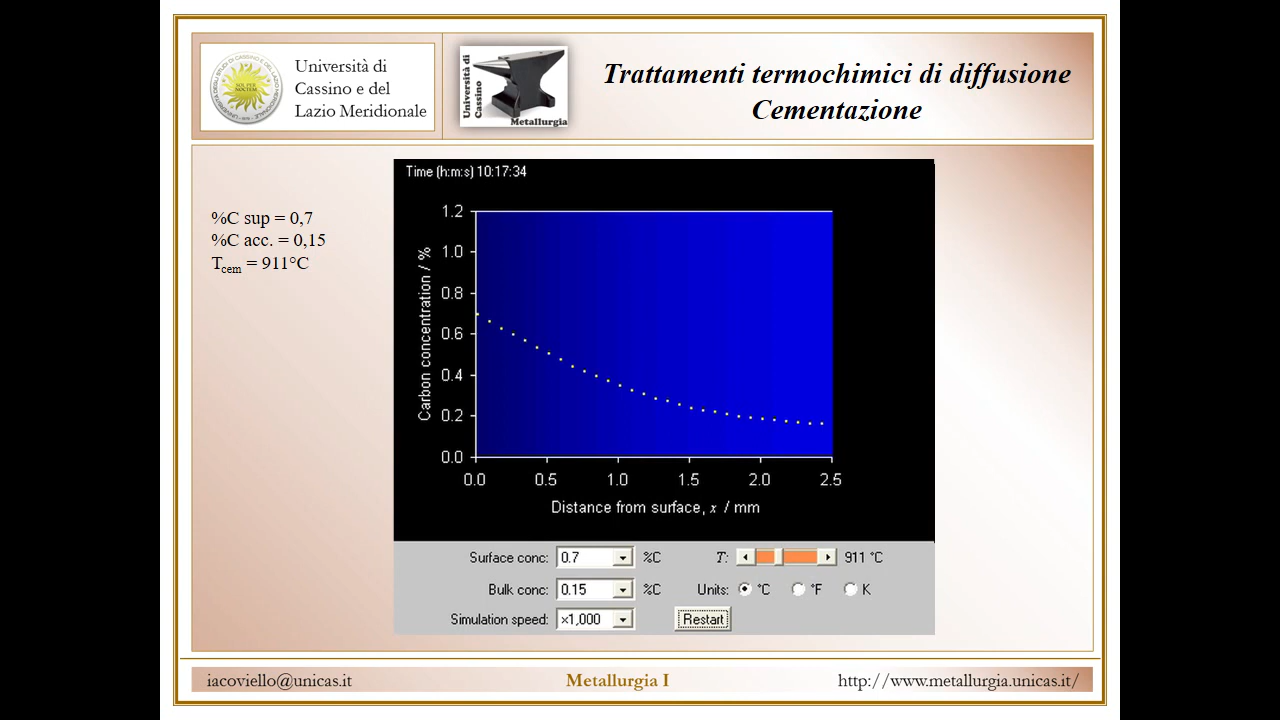 Università di
Cassino e del
Lazio Meridionale
Università di
Cassino
Metallurgia
Trattamenti termochimici di diffusione
Cementazione
%C sup = 0,7
%C acc. = 0,15
Tcem = 911°C
Time (h:m:s) 10:17:34
Carbon concentration / %
1.2
1.0
0.8
0.6
0.4
0.2
0.0
0.0 0.5 1.0 1.5 2.0 2.5
Distance from surface, x / mm
Surface conc: 0.7 %C T: 911 °C
Bulk conc: 0.15 %C Units: °C °F K
Simulation speed: ×1,000 Restart
iacoviello@unicas.it Metallurgia I http://www.metallurgia.unicas.it/